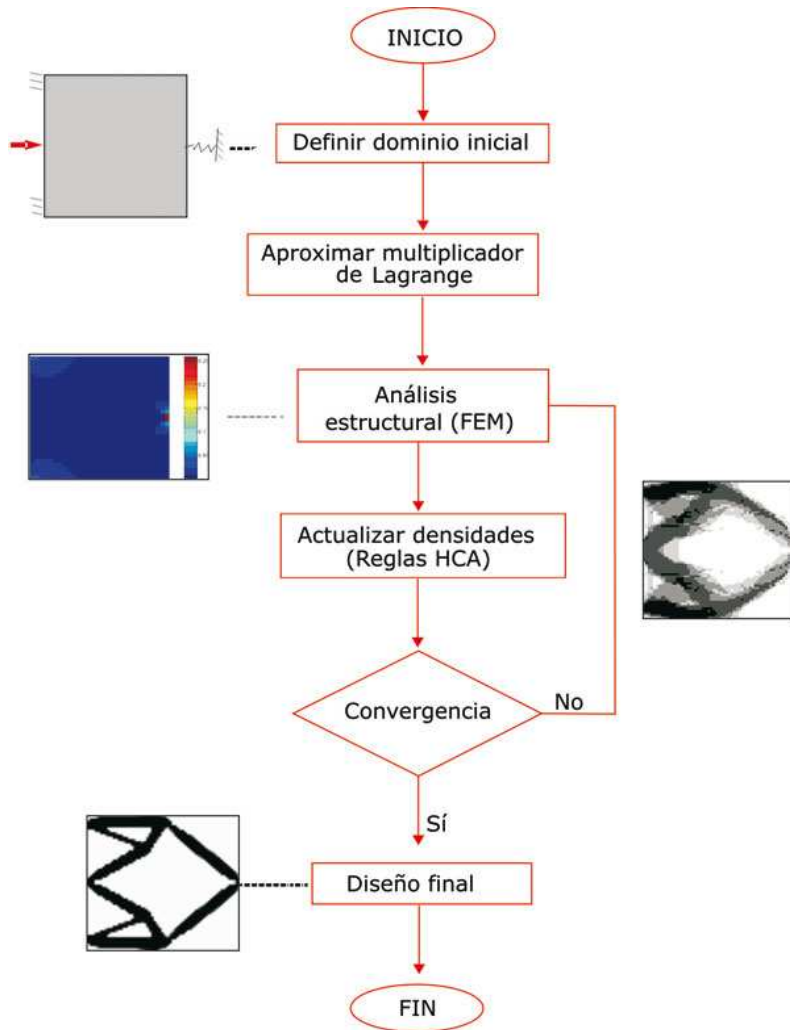 INICIO
Definir dominio inicial
Aproximar multiplicador
de Lagrange
Análisis
estructural (FEM)
Actualizar densidades
(Reglas HCA)
Convergencia
No
Sí
Diseño final
FIN